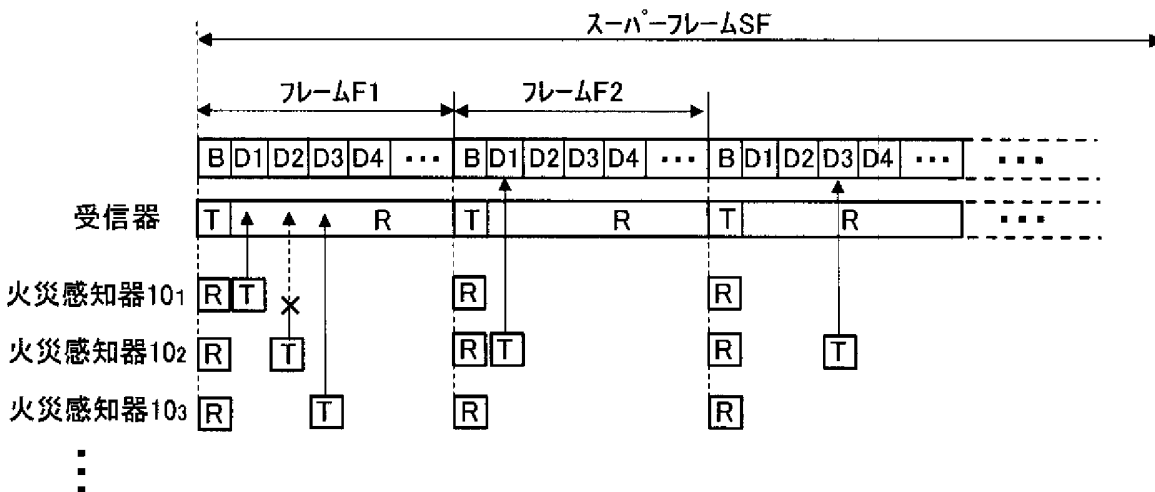 スーパーフレームSF
フレームF1 フレームF2
B D1 D2 D3 D4 ••• B D1 D2 D3 D4 ••• B D1 D2 D3 D4 ••• •••
受信器 T R T R T R •••
火災感知器10₁ R T R R
火災感知器10₂ R T R T R T
火災感知器10₃ R T R R